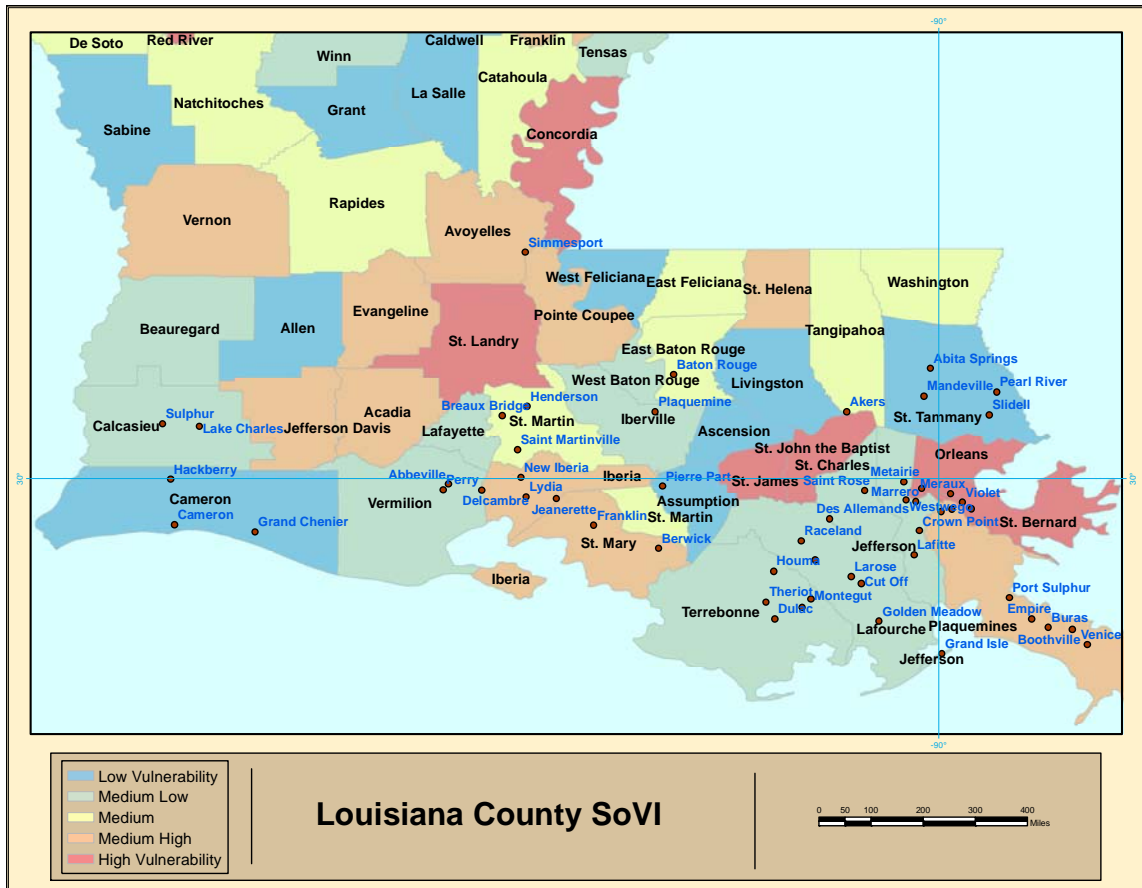 -90°
De Soto
Red River
Winn
Caldwell
Franklin
Tensas
Natchitoches
Catahoula
La Salle
Grant
Sabine
Concordia
Rapides
Vernon
Avoyelles
Simmesport
West Feliciana
East Feliciana
St. Helena
Washington
Evangeline
Pointe Coupee
Beauregard
Allen
Tangipahoa
St. Landry
East Baton Rouge
Abita Springs
Baton Rouge
West Baton Rouge
Livingston
Mandeville
Pearl River
Henderson
Breaux Bridge
Plaquemine
Akers
Slidell
Sulphur
Acadia
St. Martin
Iberville
St. Tammany
Calcasieu
Lake Charles
Jefferson Davis
Lafayette
Ascension
Saint Martinville
St. John the Baptist
Orleans
St. Charles
Hackberry
New Iberia
Iberia
Pierre Part
St. James
Metairie
30°
30°
Abbeville
Perry
Saint Rose
Meraux
Cameron
Vermilion
Delcambre
Lydia
Assumption
Marrero
Violet
Cameron
Jeanerette
Des Allemands
Westwego
Grand Chenier
Franklin
St. Martin
Crown Point
St. Bernard
Raceland
St. Mary
Berwick
Jefferson
Lafitte
Houma
Larose
Iberia
Cut Off
Theriot
Montegut
Port Sulphur
Terrebonne
Dulac
Empire
Buras
Golden Meadow
Lafourche
Plaquemines
Boothville
Venice
Grand Isle
Jefferson
-90°
Low Vulnerability
Medium Low
Medium
Medium High
High Vulnerability
Louisiana County SoVI
0 50 100 200 300 400
Miles